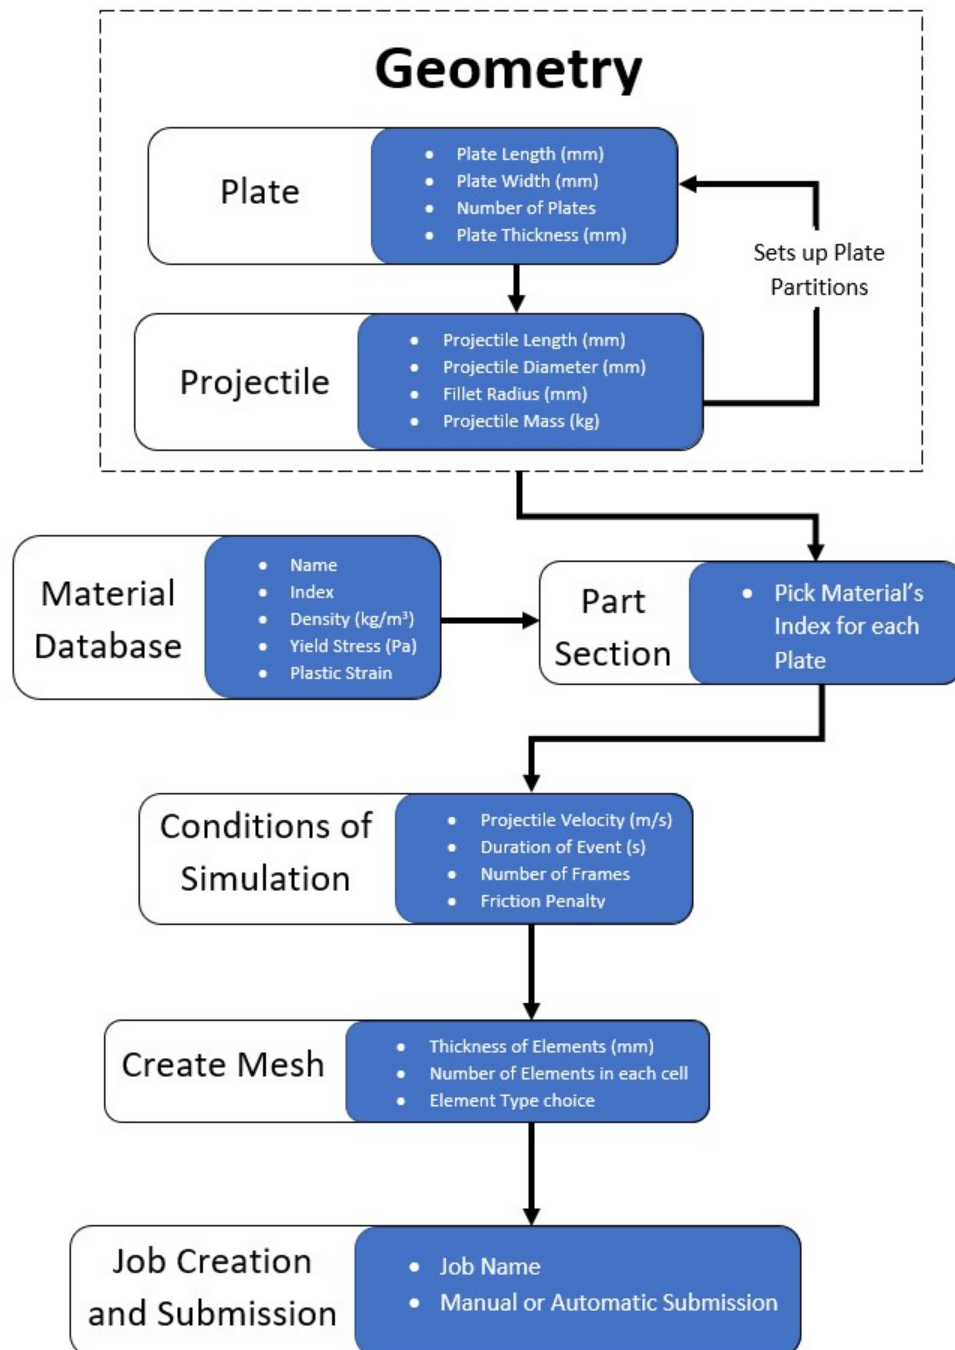 Geometry
Plate
• Plate Length (mm)
• Plate Width (mm)
• Number of Plates
• Plate Thickness (mm)
Sets up Plate
Partitions
Projectile
• Projectile Length (mm)
• Projectile Diameter (mm)
• Fillet Radius (mm)
• Projectile Mass (kg)
Material
Database
• Name
• Index
• Density (kg/m³)
• Yield Stress (Pa)
• Plastic Strain
Part
Section
• Pick Material's
Index for each
Plate
Conditions of
Simulation
• Projectile Velocity (m/s)
• Duration of Event (s)
• Number of Frames
• Friction Penalty
Create Mesh
• Thickness of Elements (mm)
• Number of Elements in each cell
• Element Type choice
Job Creation
and Submission
• Job Name
• Manual or Automatic Submission